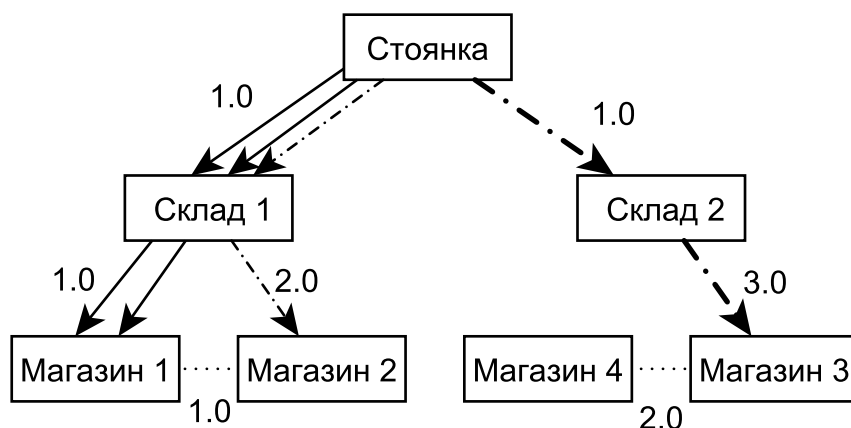 Стоянка
1.0
1.0
Склад 1
Склад 2
1.0
2.0
3.0
Магазин 1
Магазин 2
Магазин 4
Магазин 3
1.0
2.0